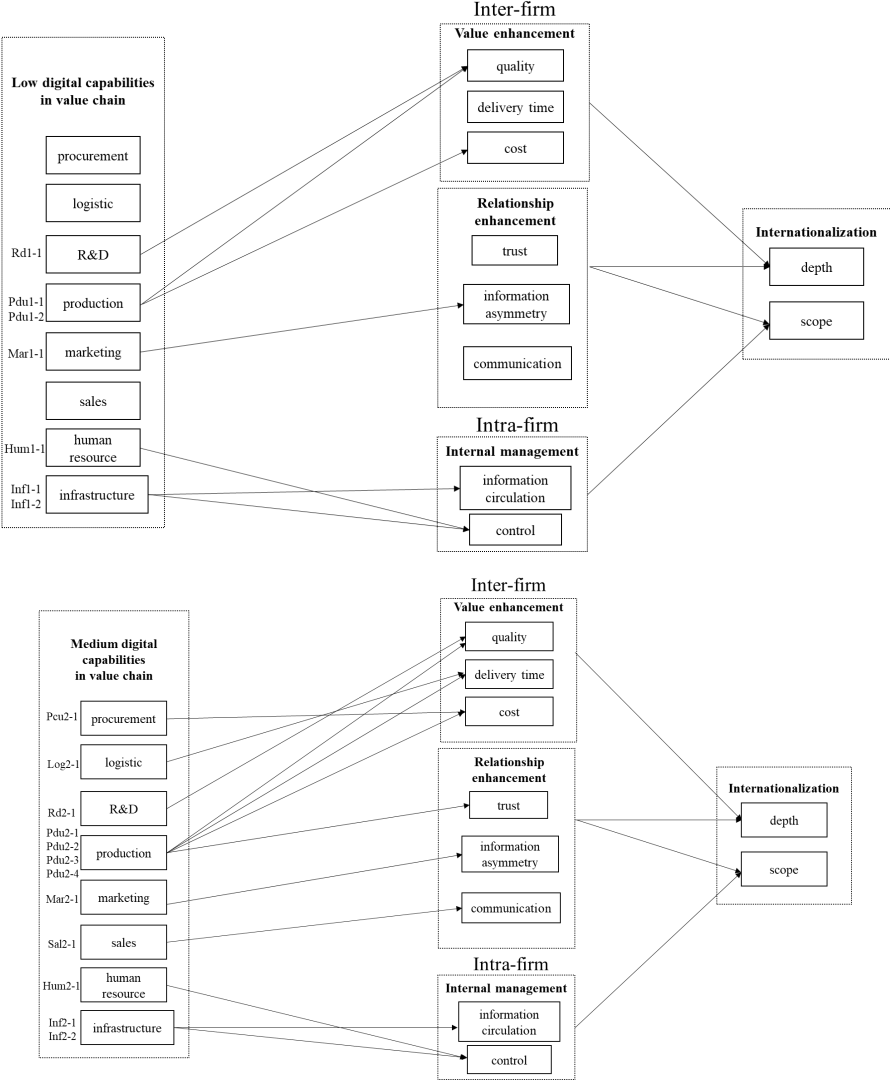 Inter-firm
Value enhancement
Low digital capabilities
in value chain
quality
delivery time
cost
procurement
logistic
Rd1-1
R&D
Pdu1-1
Pdu1-2
production
Mar1-1
marketing
sales
Hum1-1
human
resource
Inf1-1
Inf1-2
infrastructure
Relationship
enhancement
trust
information
asymmetry
communication
Intra-firm
Internal management
information
circulation
control
Internationalization
depth
scope
Inter-firm
Value enhancement
Medium digital
capabilities
in value chain
quality
delivery time
cost
Pcu2-1
procurement
Log2-1
logistic
Rd2-1
R&D
Pdu2-1
Pdu2-2
Pdu2-3
Pdu2-4
production
Mar2-1
marketing
Sal2-1
sales
Hum2-1
human
resource
Inf2-1
Inf2-2
infrastructure
Relationship
enhancement
trust
information
asymmetry
communication
Intra-firm
Internal management
information
circulation
control
Internationalization
depth
scope